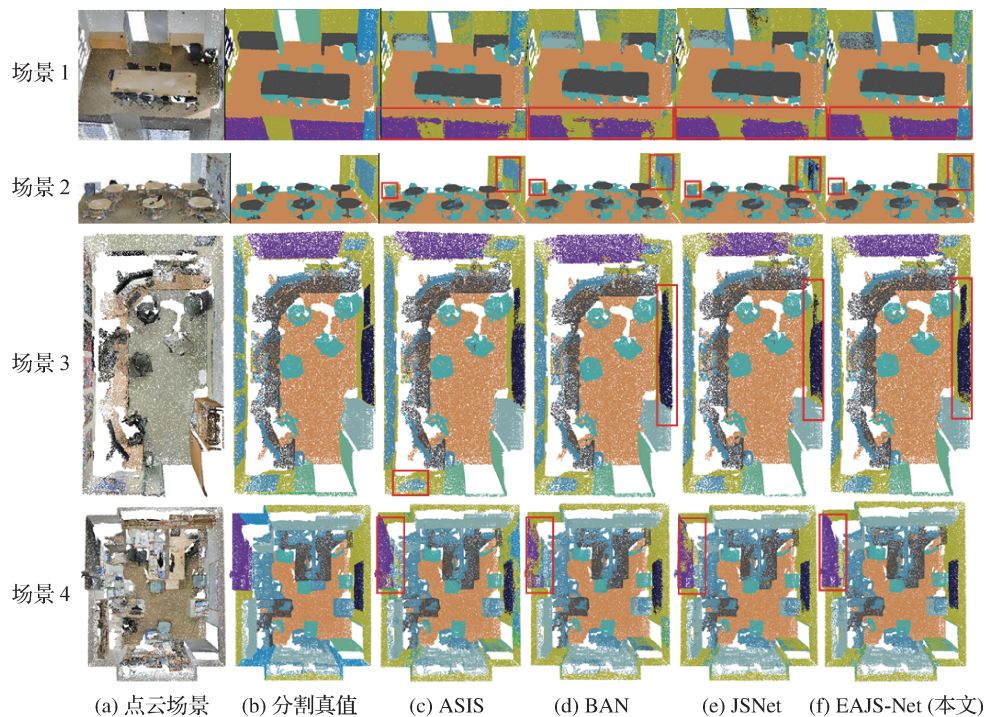 场景 1
场景 2
场景 3
场景 4
(a) 点云场景 (b) 分割真值 (c) ASIS (d) BAN (e) JSNet (f) EAJS-Net (本文)